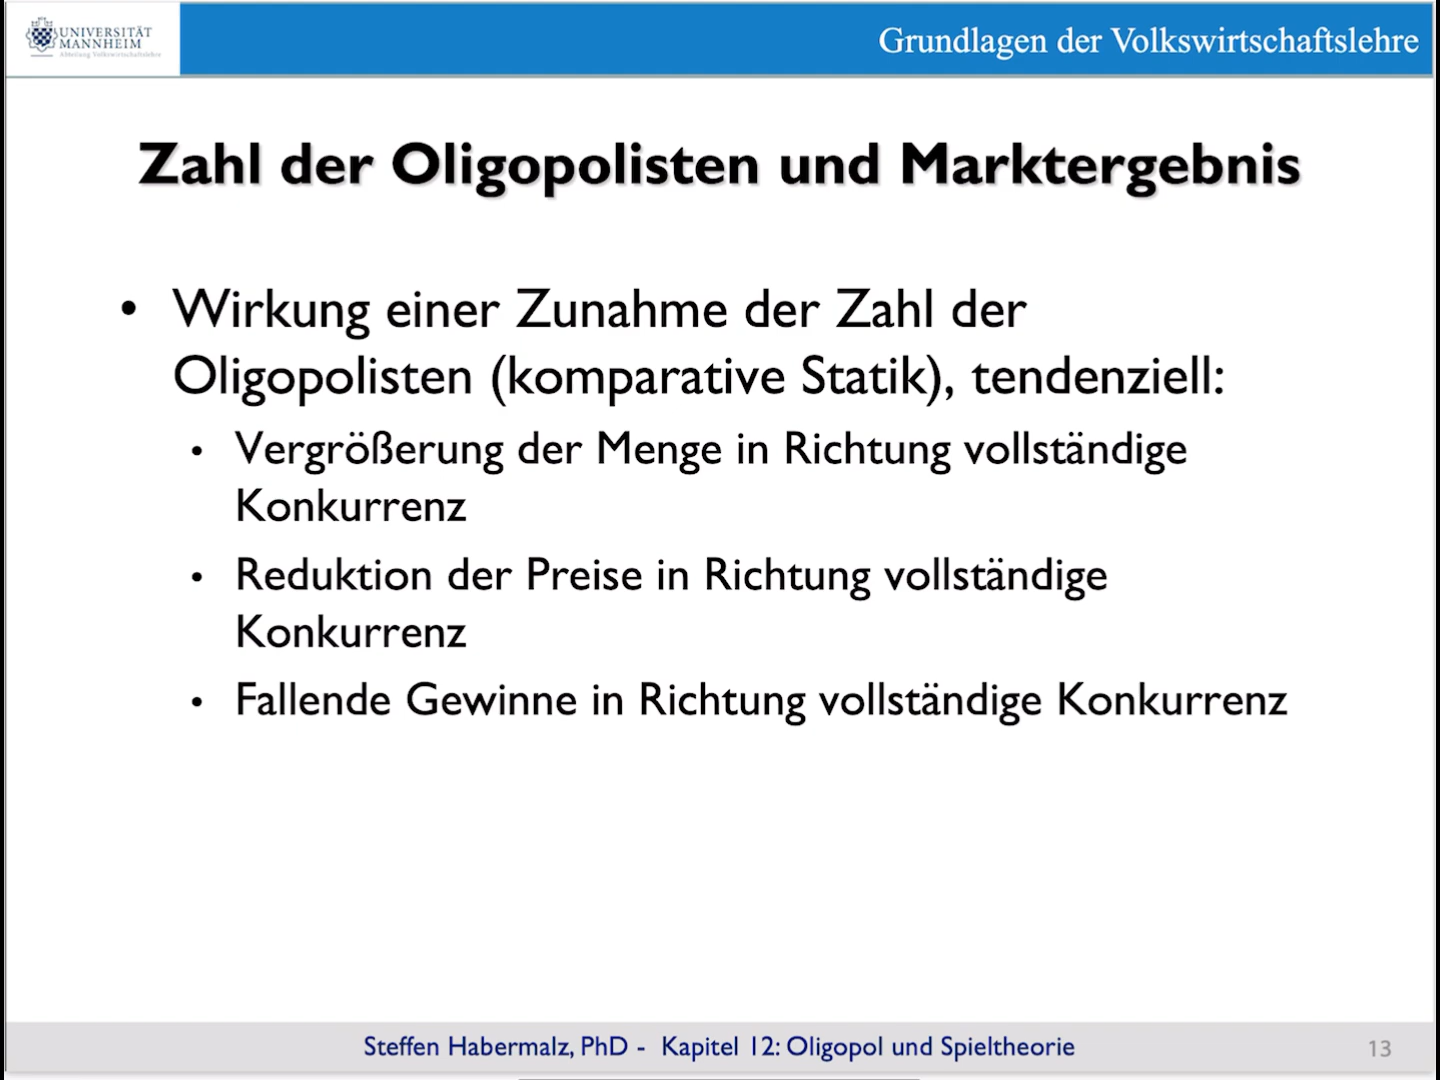 UNIVERSITÄT
MANNHEIM
Abteilung Volkswirtschaftslehre
Grundlagen der Volkswirtschaftslehre
Zahl der Oligopolisten und Marktergebnis
• Wirkung einer Zunahme der Zahl der
Oligopolisten (komparative Statik), tendenziell:
• Vergrößerung der Menge in Richtung vollständige
Konkurrenz
• Reduktion der Preise in Richtung vollständige
Konkurrenz
• Fallende Gewinne in Richtung vollständige Konkurrenz
Steffen Habermalz, PhD - Kapitel 12: Oligopol und Spieltheorie
13